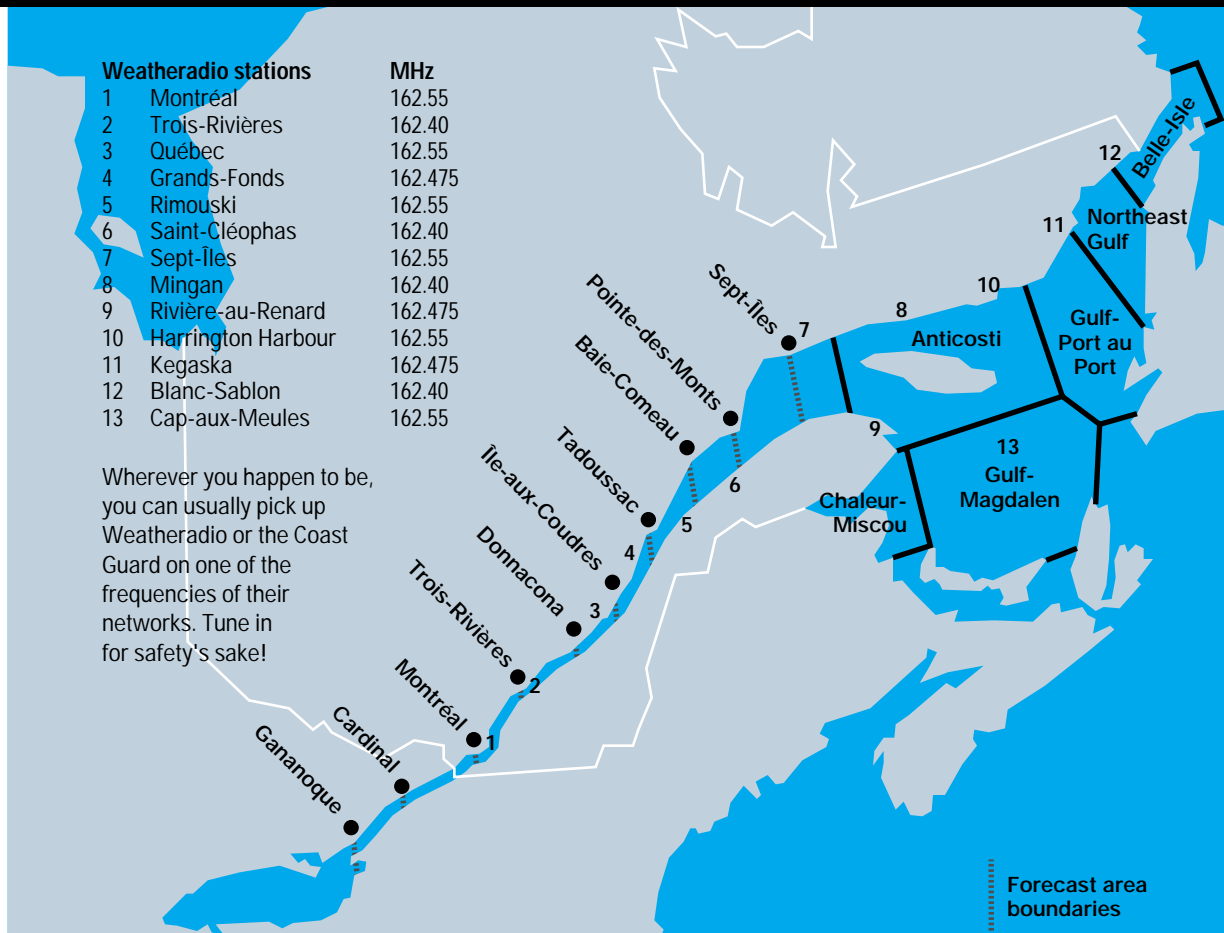 Weatheradio stations MHz
1 Montréal 162.55
2 Trois-Rivières 162.40
3 Québec 162.55
4 Grands-Fonds 162.475
5 Rimouski 162.55
6 Saint-Cléophas 162.40
7 Sept-Îles 162.55
8 Mingan 162.40
9 Rivière-au-Renard 162.475
10 Harrington Harbour 162.55
11 Kegaska 162.475
12 Blanc-Sablon 162.40
13 Cap-aux-Meules 162.55
Wherever you happen to be,
you can usually pick up
Weatheradio or the Coast
Guard on one of the
frequencies of their
networks. Tune in
for safety's sake!
Belle-Isle
12
Northeast
Gulf
11
10
Gulf-
Port au
Port
8
Anticosti
Sept-Îles
7
Pointe-des-Monts
Baie-Comeau
9
13
Gulf-
Magdalen
Chaleur-
Miscou
6
5
Tadoussac
4
Île-aux-Coudres
3
Donnacona
Trois-Rivières
2
Montréal
1
Cardinal
Gananoque
Forecast area
boundaries